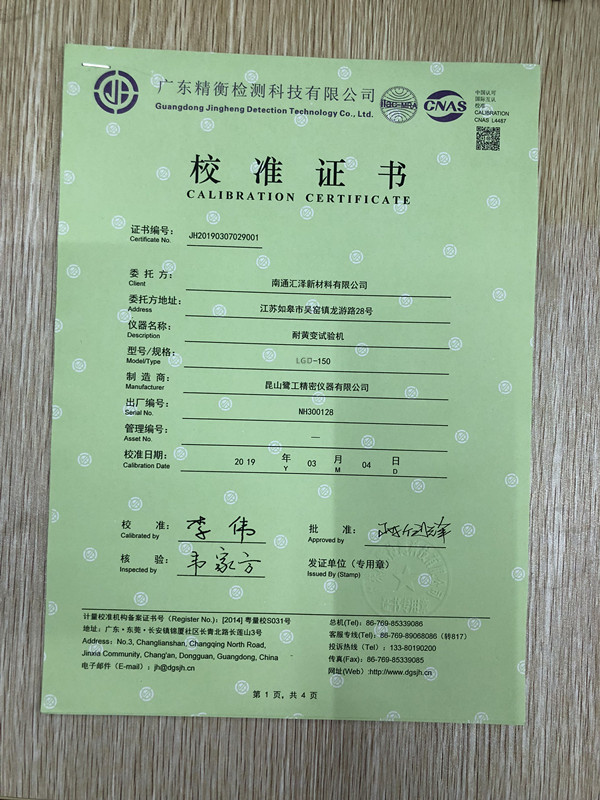 JH
广东精衡检测科技有限公司
Guangdong Jingheng Detection Technology Co., Ltd.
ilac-MRA
CNAS
中国认可
国际互认
校准
CALIBRATION
CNAS L4487
校准证书
CALIBRATION CERTIFICATE
证书编号: JH20190307029001
Certificate No.
委托方: 南通汇泽新材料有限公司
Client
委托方地址: 江苏如皋市吴窑镇龙游路28号
Address
仪器名称: 耐黄变试验机
Description
型号/规格: LGD-150
Model/Type
制造商: 昆山鹭工精密仪器有限公司
Manufacturer
出厂编号: NH300128
Serial No.
管理编号: —
Asset No.
校准日期: 2019 年 03 月 04 日
Calibration Date Y M D
校准: 李伟
Calibrated by
批准:
Approved by
核验: 韦家方
Inspected by
发证单位（专用章）
Issued By (Stamp)
计量校准机构备案证书号（Register No.）: [2014] 粤量校S031号
地址: 广东·东莞·长安镇锦厦社区长青北路长莲山3号
Address: No.3, Changlianshan, Changqing North Road,
Jinxia Community, Chang'an, Dongguan, Guangdong, China
电子邮件（E-mail）: jh@dgsjh.cn
总机(Tel): 86-769-85339086
客服专线(Tel): 86-769-89068086（转817）
投诉热线（Tel）: 133-80190200
传真(Fax): 86-769-85339085
网址(Web) :http://www.dgsjh.cn
第 1 页, 共 4 页